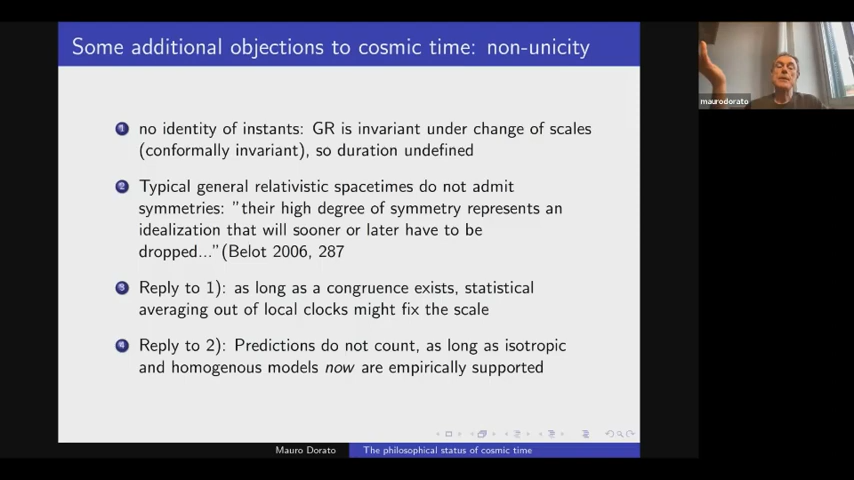 Some additional objections to cosmic time: non-unicity
maurodorato
1 no identity of instants: GR is invariant under change of scales
(conformally invariant), so duration undefined
2 Typical general relativistic spacetimes do not admit
symmetries: "their high degree of symmetry represents an
idealization that will sooner or later have to be
dropped..."(Belot 2006, 287
3 Reply to 1): as long as a congruence exists, statistical
averaging out of local clocks might fix the scale
4 Reply to 2): Predictions do not count, as long as isotropic
and homogenous models now are empirically supported
Mauro Dorato
The philosophical status of cosmic time